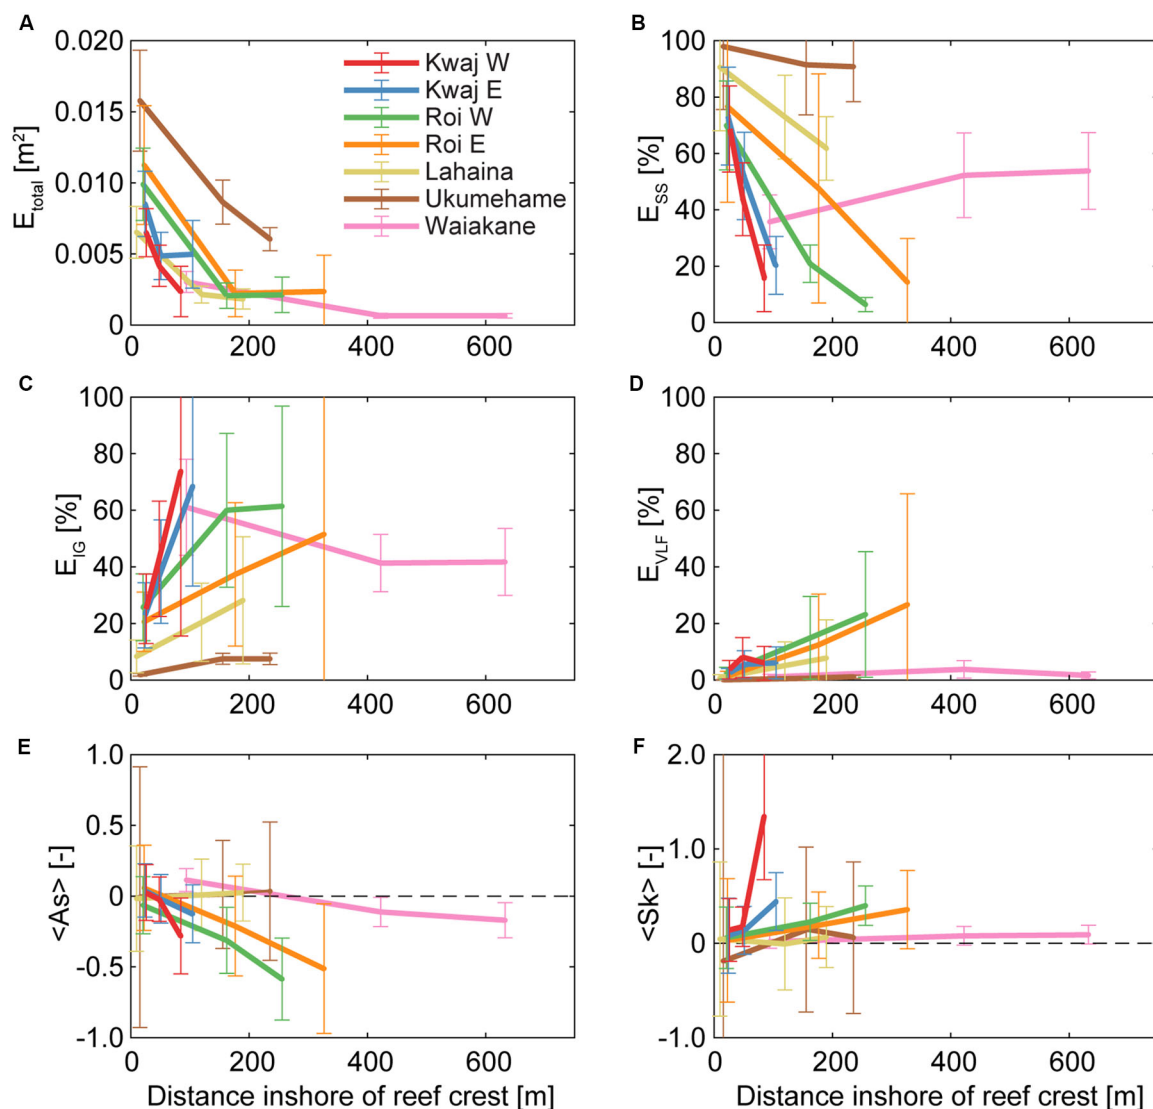 A
E_total [m²]
0.020
0.015
0.010
0.005
0
0 200 400 600
Kwaj W
Kwaj E
Roi W
Roi E
Lahaina
Ukumehame
Waiakane
B
E_SS [%]
100
80
60
40
20
0
0 200 400 600
C
E_IG [%]
100
80
60
40
20
0
0 200 400 600
D
E_VLF [%]
100
80
60
40
20
0
0 200 400 600
E
<As> [-]
1.0
0.5
0
-0.5
-1.0
0 200 400 600
Distance inshore of reef crest [m]
F
<Sk> [-]
2.0
1.0
0
-1.0
0 200 400 600
Distance inshore of reef crest [m]